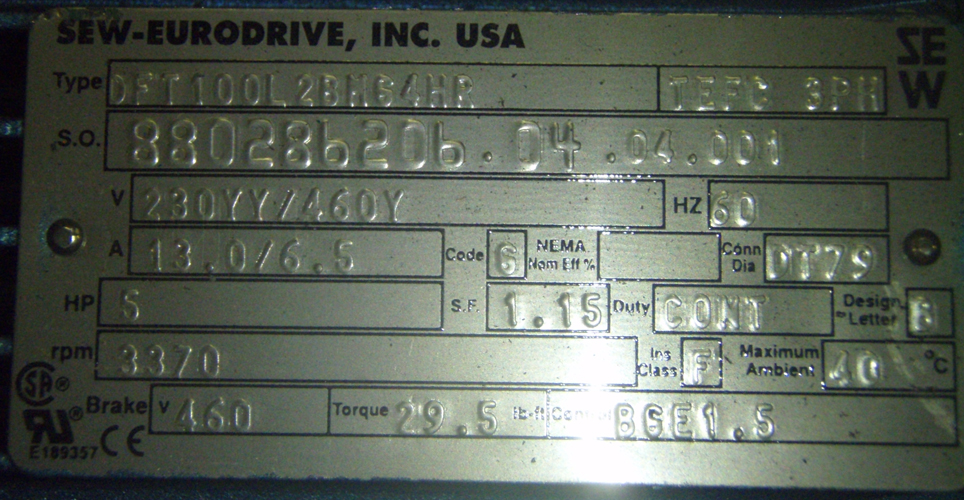 SEW-EURODRIVE, INC. USA
SEW
Type DFT100L2BMG4HR TEFC 3PH
S.O. 880286206.04.04.001
V 230YY/460Y HZ 60
A 13.0/6.5 Code G NEMA Nom Eff % Conn Dia DT79
HP 5 S.F. 1.15 Duty CONT Design Letter B
rpm 3370 Ins Class F Maximum Ambient 40 °C
Brake V 460 Torque 29.5 lb-ft Control BGE1.5
E189357 CE